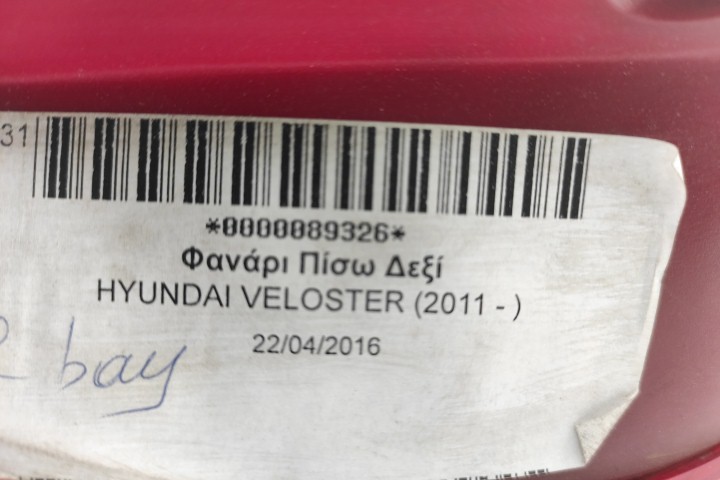 31
*0000089326*
Φανάρι Πίσω Δεξί
HYUNDAI VELOSTER (2011 - )
22/04/2016
bay